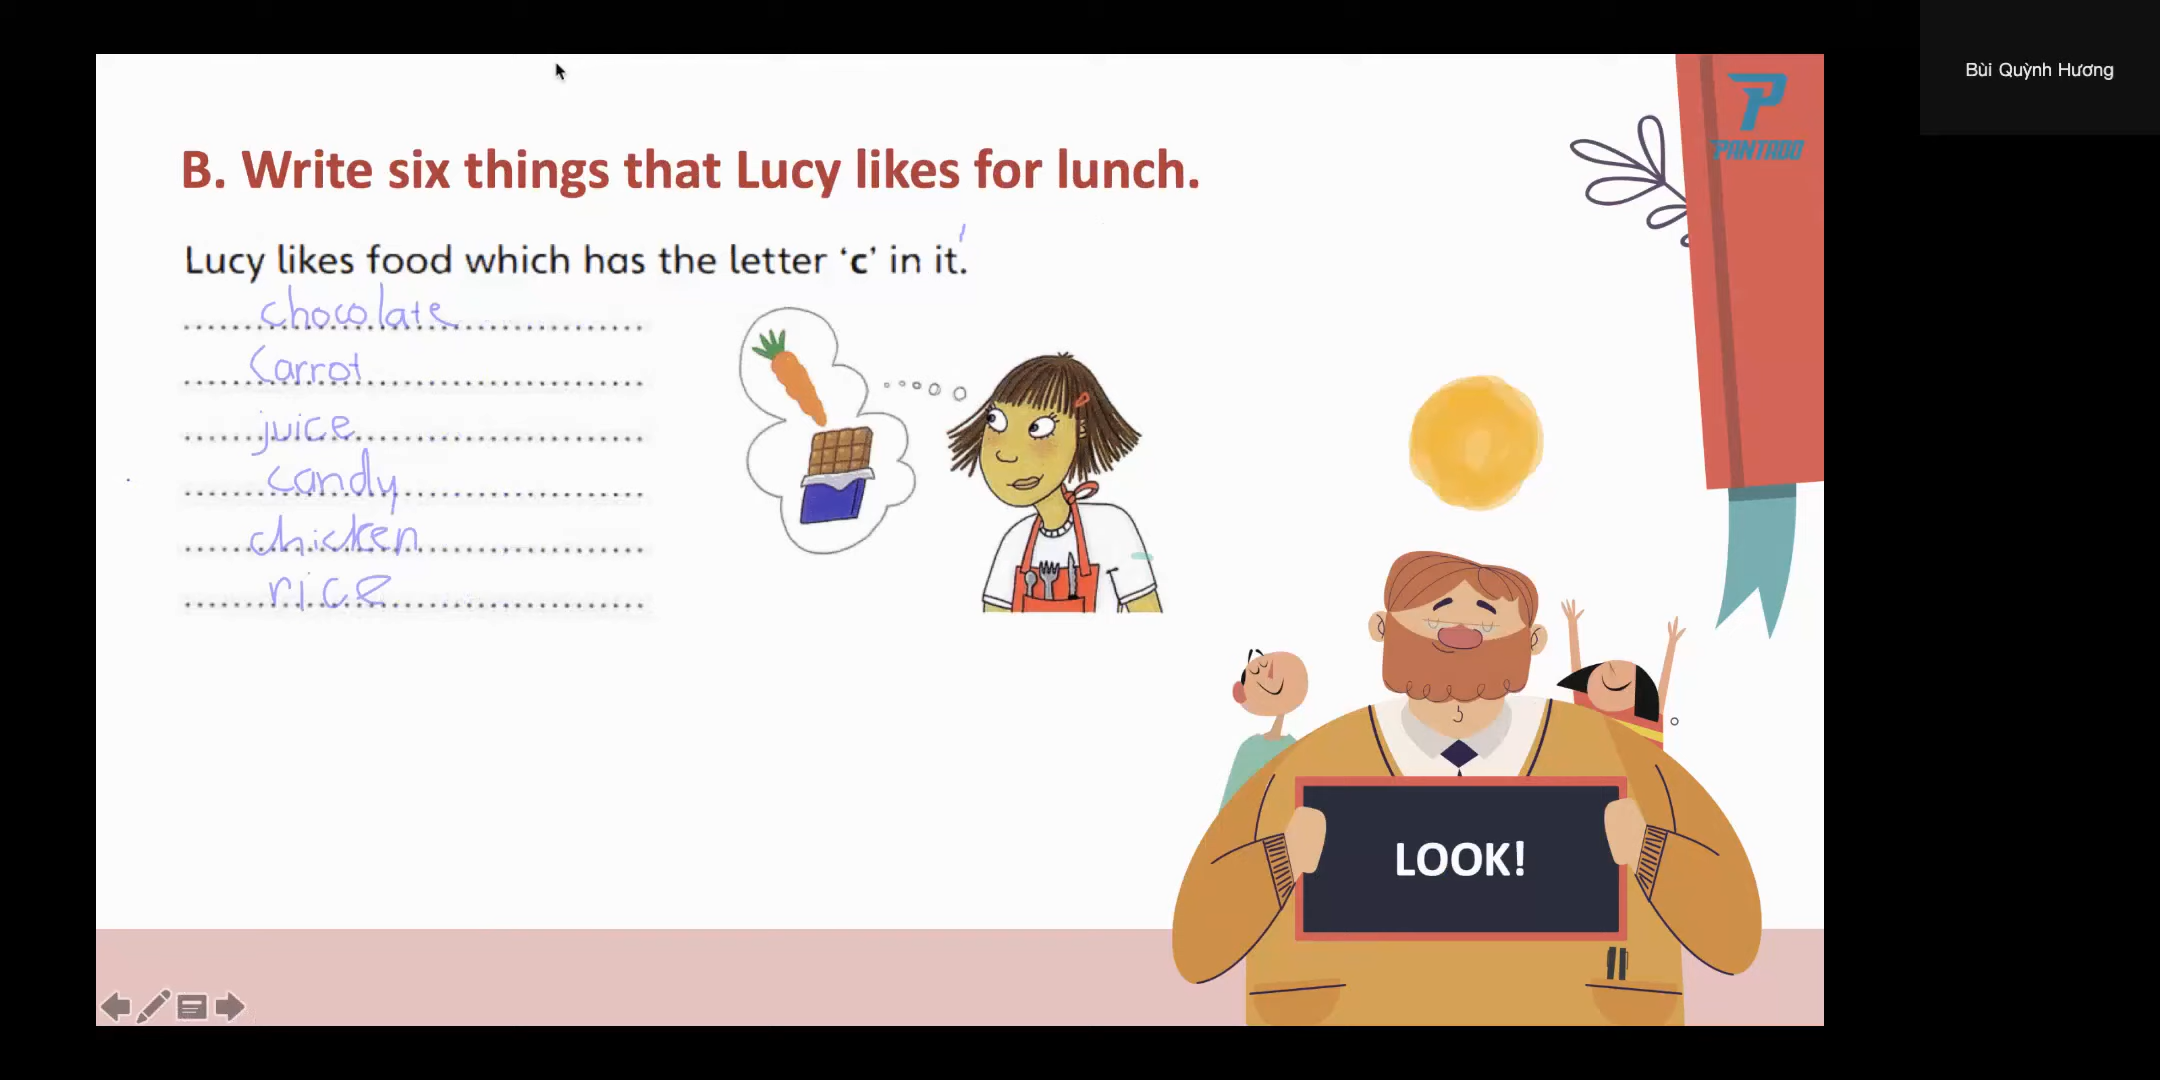 Bùi Quỳnh Hương
PANTADO
B. Write six things that Lucy likes for lunch.
Lucy likes food which has the letter ‘c’ in it.
chocolate
Carrot
juice
candy
chicken
rice
LOOK!